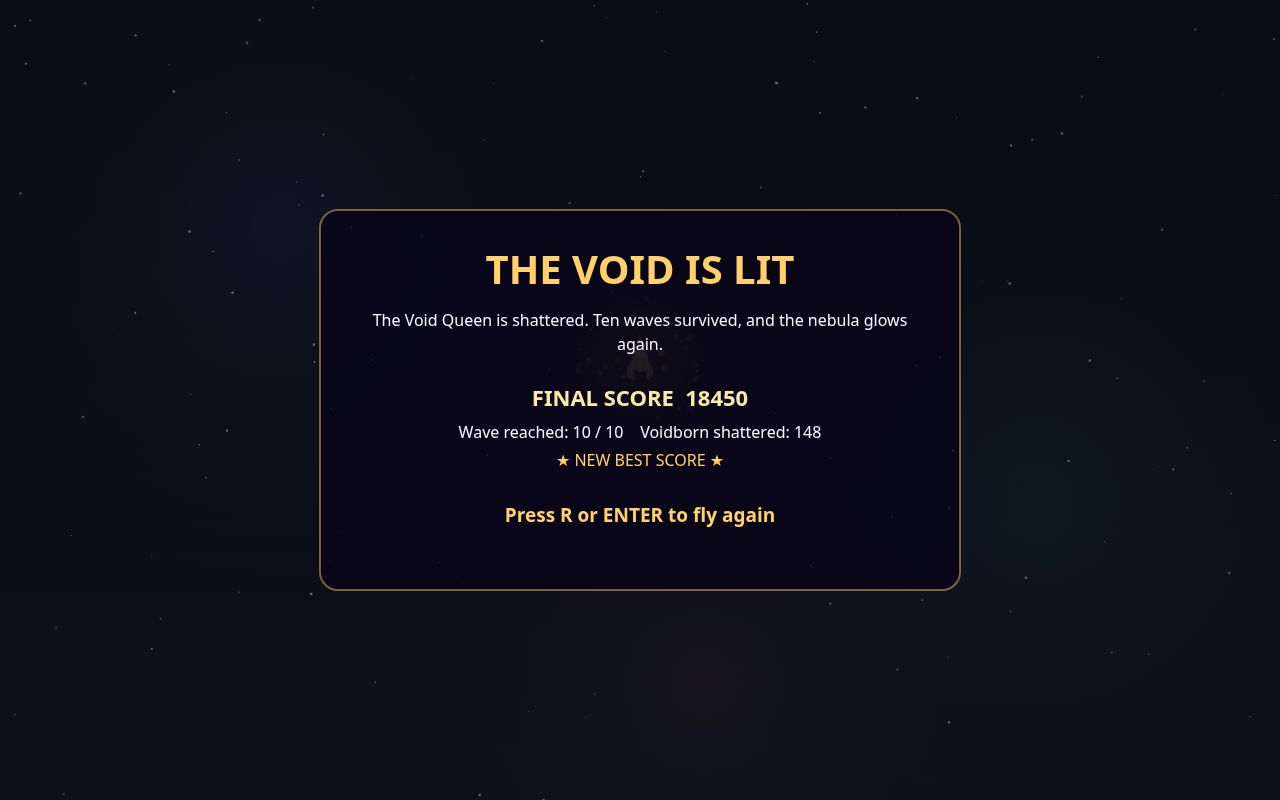 THE VOID IS LIT
The Void Queen is shattered. Ten waves survived, and the nebula glows
again.
FINAL SCORE 18450
Wave reached: 10 / 10 Voidborn shattered: 148
★ NEW BEST SCORE ★
Press R or ENTER to fly again